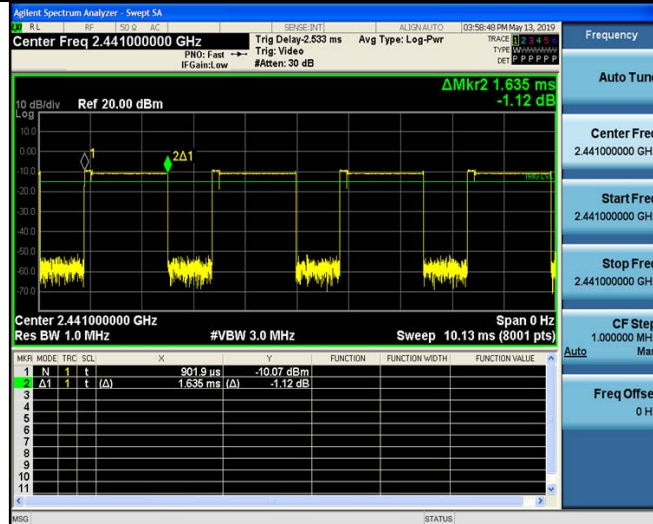 Agilent Spectrum Analyzer - Swept SA
RL RF 50 Ω AC SENSE:INT ALIGN AUTO 03:58:48 PM May 13, 2019
Center Freq 2.441000000 GHz
PNO: Fast
IFGain:Low
Trig Delay-2.533 ms
Trig: Video
#Atten: 30 dB
Avg Type: Log-Pwr
TRACE 1 2 3 4 5 6
TYPE W
DET P P P P P P
ΔMkr2 1.635 ms
-1.12 dB
10 dB/div Ref 20.00 dBm
Log
10.0
0.00
-10.0
-20.0
-30.0
-40.0
-50.0
-60.0
-70.0
1
2Δ1
TRIG LVL
Center 2.441000000 GHz Span 0 Hz
Res BW 1.0 MHz #VBW 3.0 MHz Sweep 10.13 ms (8001 pts)
MKR MODE TRC SCL X Y FUNCTION FUNCTION WIDTH FUNCTION VALUE
1 N 1 t 901.9 µs -10.07 dBm
2 Δ1 1 t (Δ) 1.635 ms (Δ) -1.12 dB
3
4
5
6
7
8
9
10
11
MSG STATUS
Frequency
Auto Tun
Center Fre
2.441000000 GH
Start Fre
2.441000000 GH
Stop Fre
2.441000000 GH
CF Step
1.000000 MH
Auto Man
Freq Offse
0 H